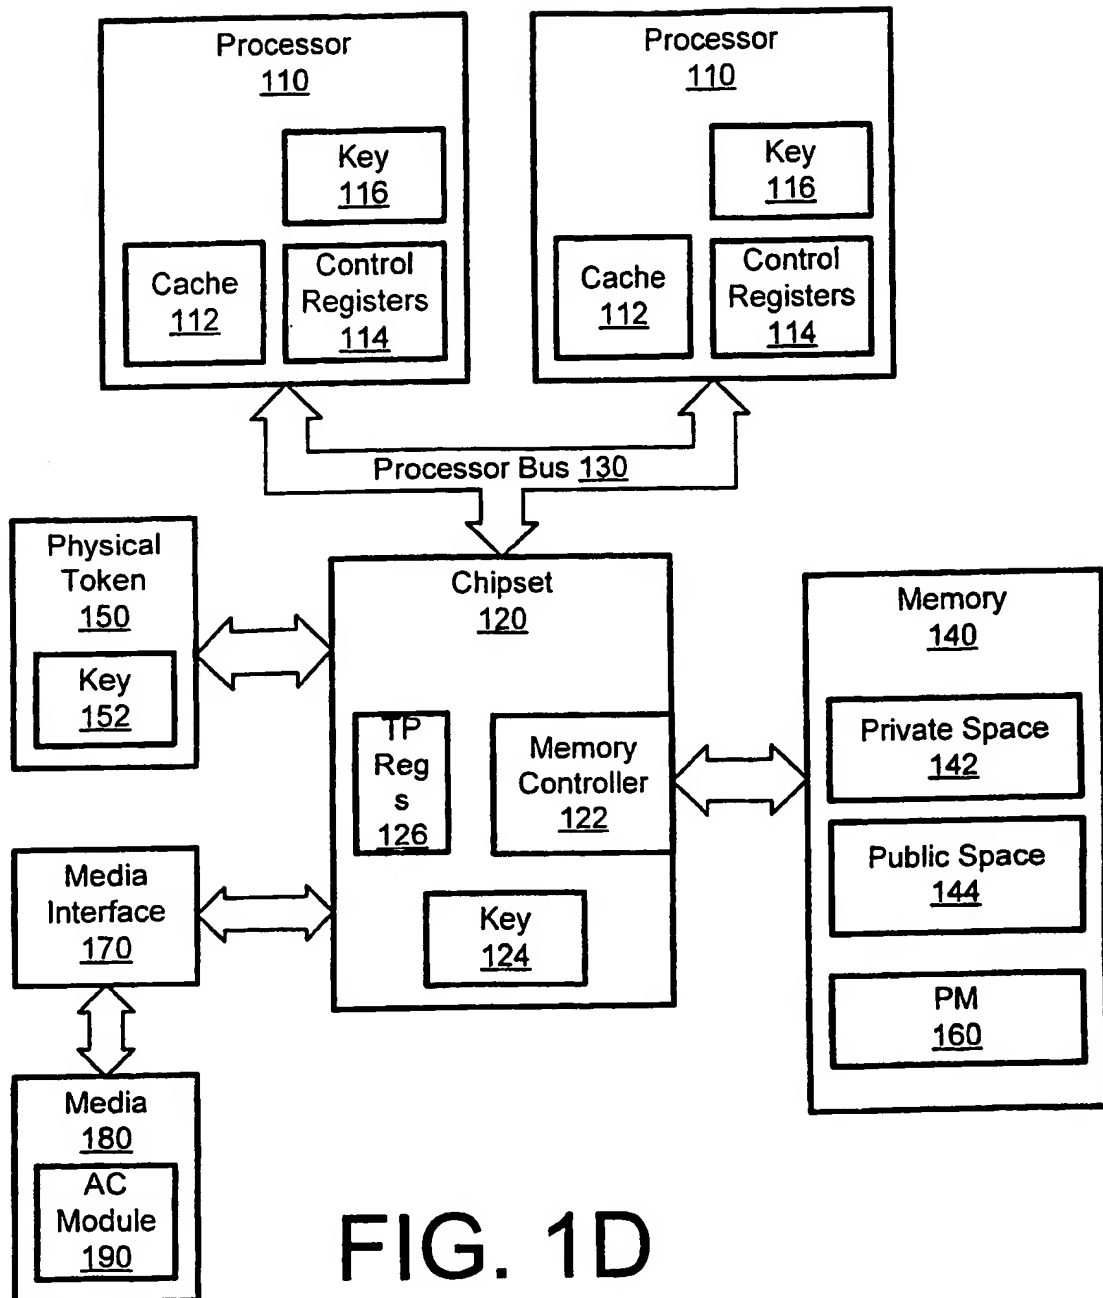 Processor
110
Key
116
Cache
112
Control
Registers
114
Processor
110
Key
116
Cache
112
Control
Registers
114
Processor Bus 130
Physical
Token
150
Key
152
Chipset
120
TP
Reg
s
126
Memory
Controller
122
Key
124
Memory
140
Private Space
142
Public Space
144
PM
160
Media
Interface
170
Media
180
AC
Module
190
FIG. 1D